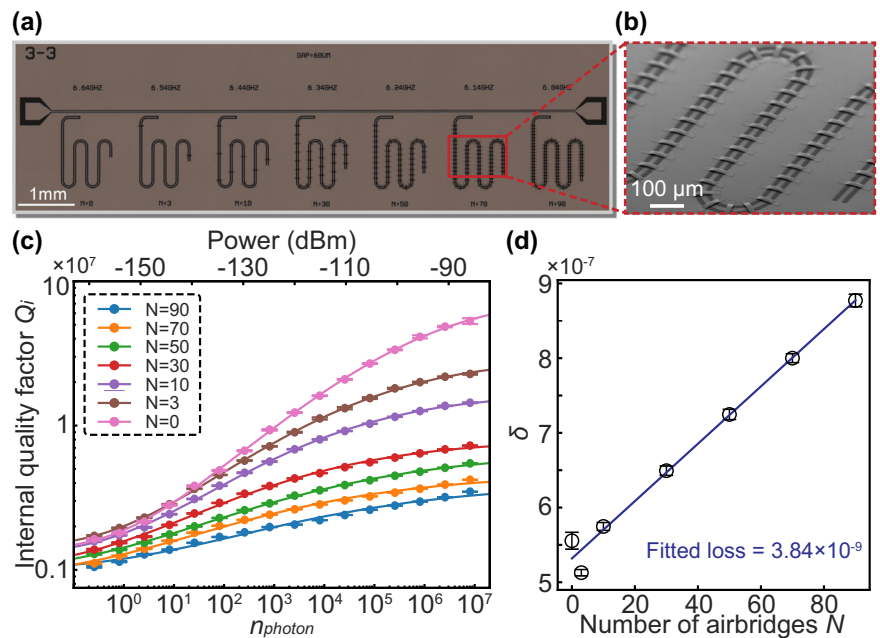 (a)
(b)
3-3
GAP=60UM
6.64GHZ 6.54GHZ 6.44GHZ 6.34GHZ 6.24GHZ 6.14GHZ 6.04GHZ
1mm
N=0 N=3 N=10 N=30 N=50 N=70 N=90
100 μm
(c)
Power (dBm)
×10⁷ -150 -130 -110 -90
10
1
0.1
Internal quality factor Qᵢ
N=90
N=70
N=50
N=30
N=10
N=3
N=0
10⁰ 10¹ 10² 10³ 10⁴ 10⁵ 10⁶ 10⁷
nphoton
(d)
×10⁻⁷
9
8
7
6
5
δ
Fitted loss = 3.84×10⁻⁹
0 20 40 60 80
Number of airbridges N